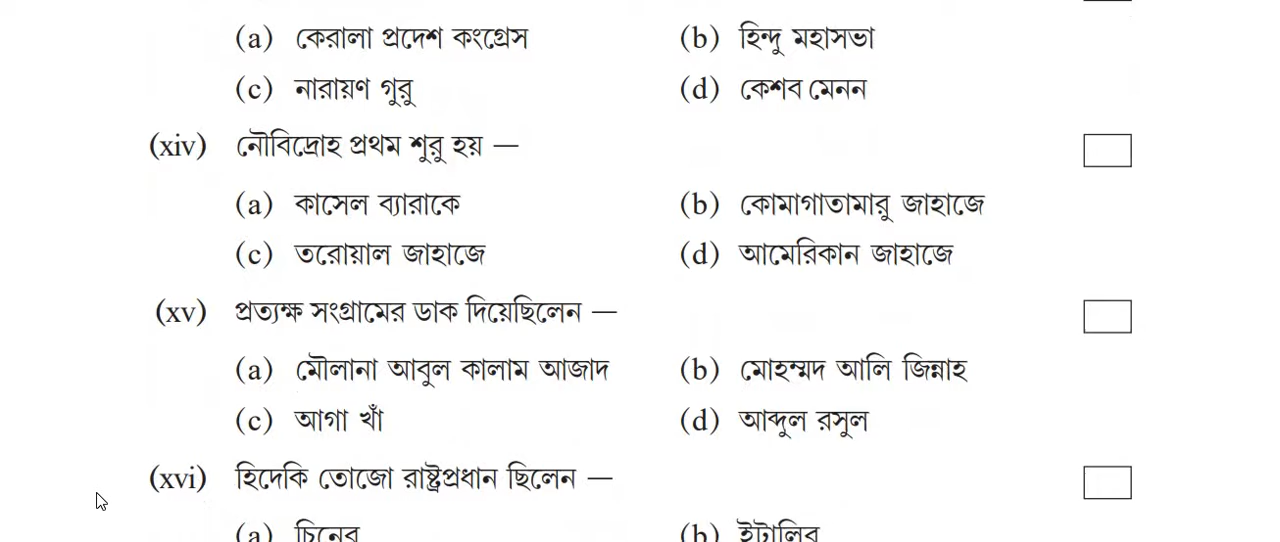 (a) কেরালা প্রদেশ কংগ্রেস (b) হিন্দু মহাসভা
(c) নারায়ণ গুরু (d) কেশব মেনন
(xiv) নৌবিদ্রোহ প্রথম শুরু হয় —
(a) কাসেল ব্যারাকে (b) কোমাগাতামারু জাহাজে
(c) তরোয়াল জাহাজে (d) আমেরিকান জাহাজে
(xv) প্রত্যক্ষ সংগ্রামের ডাক দিয়েছিলেন —
(a) মৌলানা আবুল কালাম আজাদ (b) মোহম্মদ আলি জিন্নাহ
(c) আগা খাঁ (d) আব্দুল রসুল
(xvi) হিদেকি তোজো রাষ্ট্রপ্রধান ছিলেন —
(a) চিনের (b) ইটালির